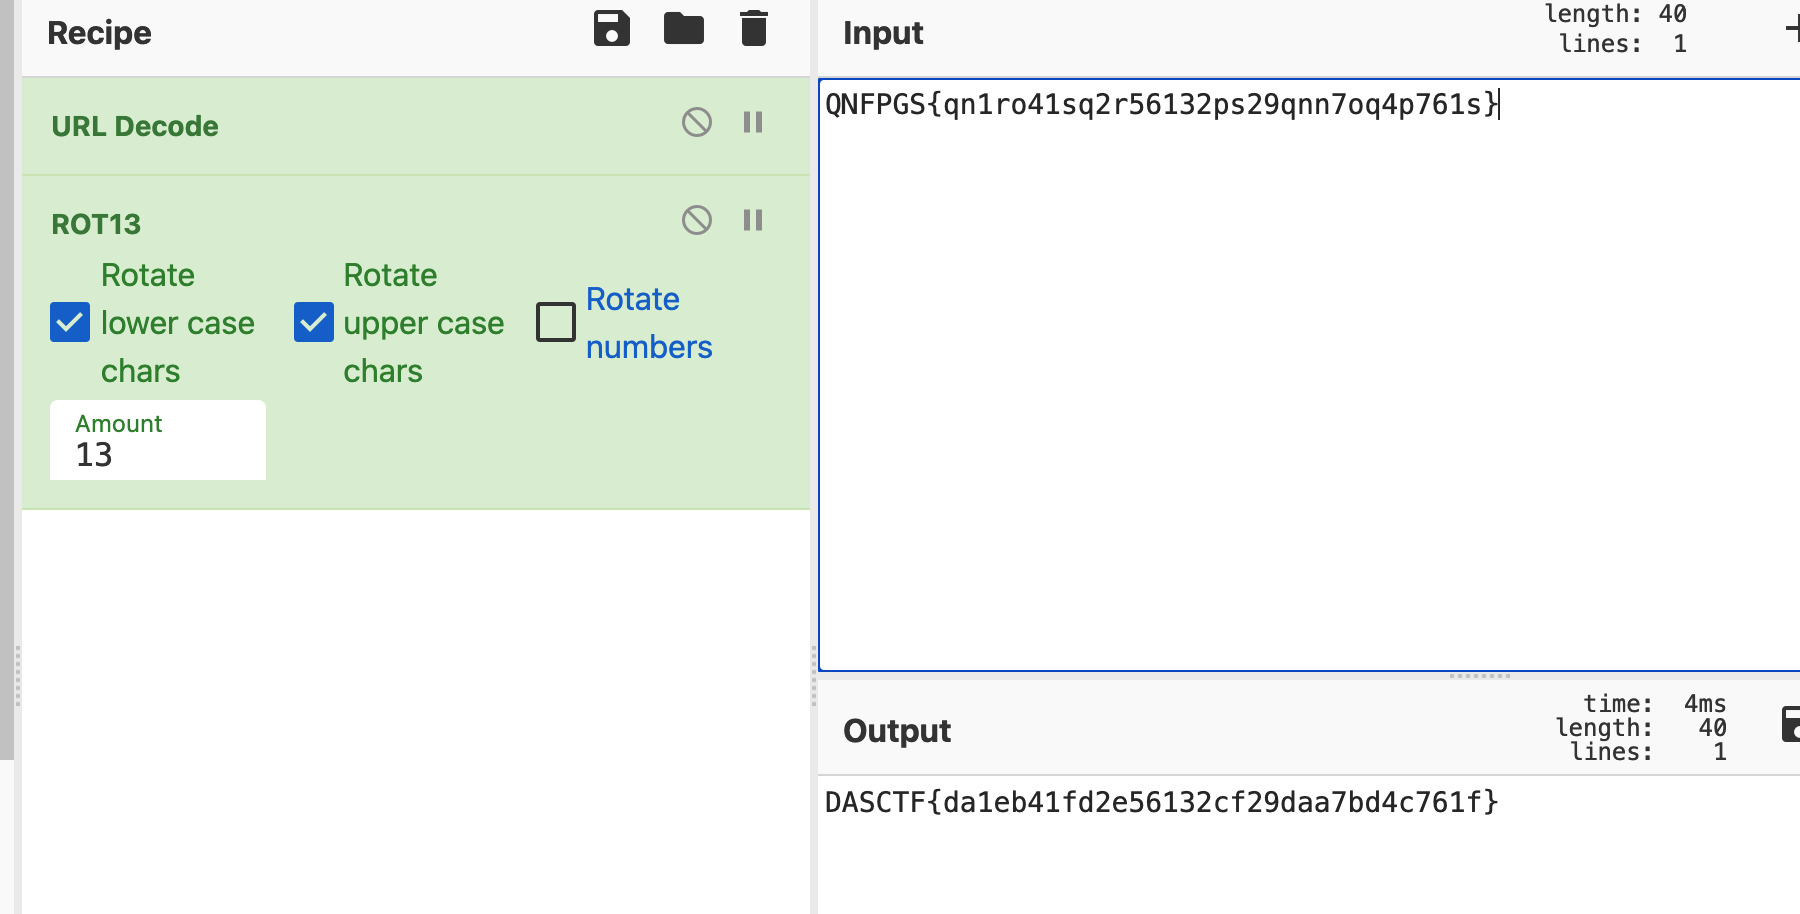 Recipe
URL Decode
ROT13
Rotate
lower case
chars
Rotate
upper case
chars
Rotate
numbers
Amount
13
Input
length: 40
lines: 1
QNFPGS{qn1ro41sq2r56132ps29qnn7oq4p761s}
Output
time: 4ms
length: 40
lines: 1
DASCTF{da1eb41fd2e56132cf29daa7bd4c761f}